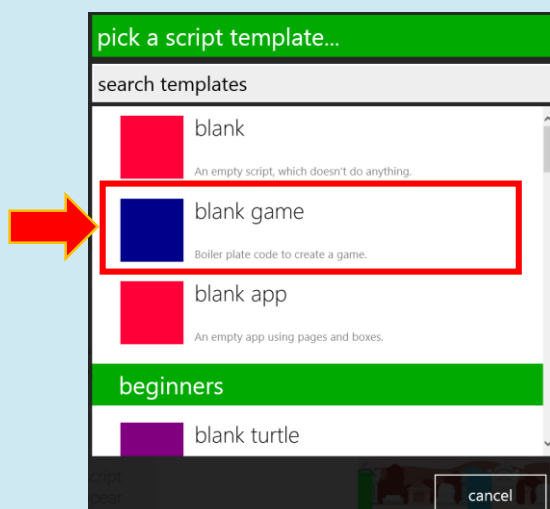 pick a script template...
search templates
blank
An empty script, which doesn't do anything.
blank game
Boiler plate code to create a game.
blank app
An empty app using pages and boxes.
beginners
blank turtle
cancel